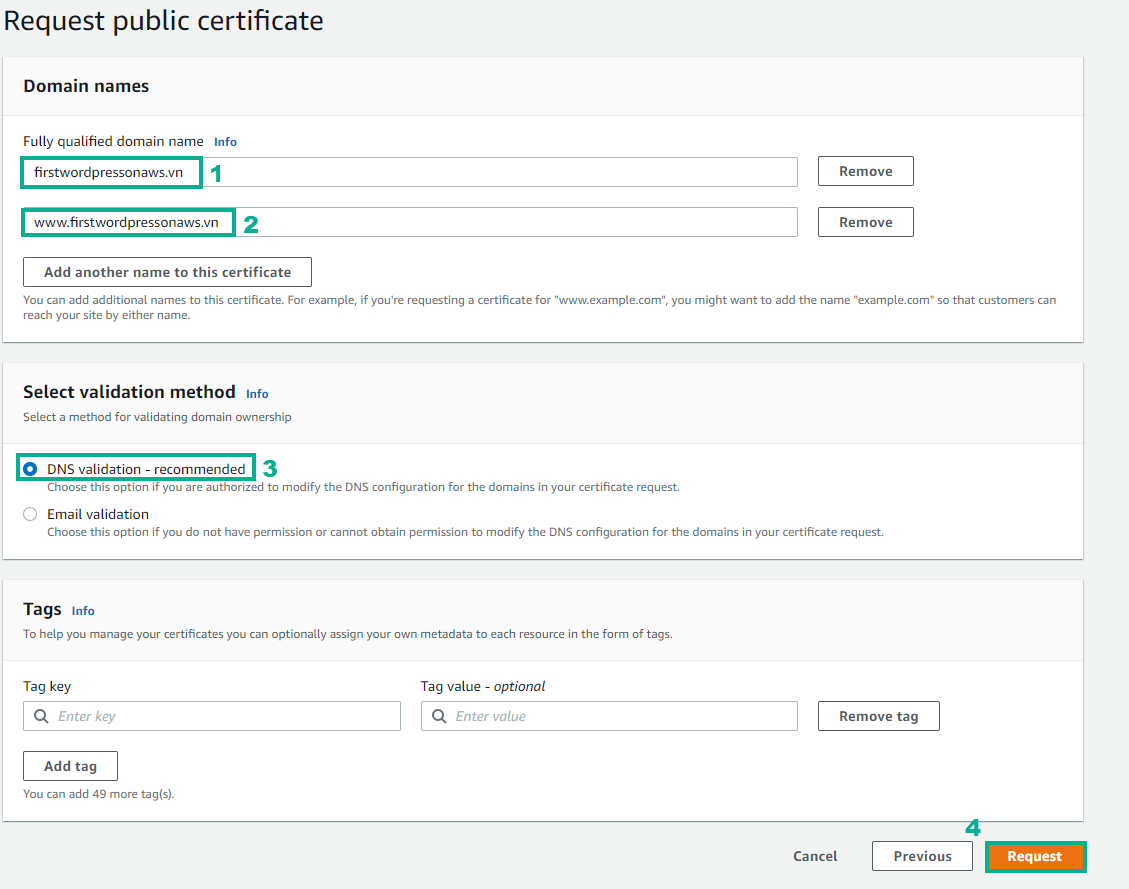 Request public certificate
Domain names
Fully qualified domain name Info
firstwordpressonaws.vn 1 Remove
www.firstwordpressonaws.vn 2 Remove
Add another name to this certificate
You can add additional names to this certificate. For example, if you're requesting a certificate for "www.example.com", you might want to add the name "example.com" so that customers can
reach your site by either name.
Select validation method Info
Select a method for validating domain ownership
DNS validation - recommended 3
Choose this option if you are authorized to modify the DNS configuration for the domains in your certificate request.
Email validation
Choose this option if you do not have permission or cannot obtain permission to modify the DNS configuration for the domains in your certificate request.
Tags Info
To help you manage your certificates you can optionally assign your own metadata to each resource in the form of tags.
Tag key Tag value - optional
Enter key Enter value Remove tag
Add tag
You can add 49 more tag(s).
4
Cancel Previous Request